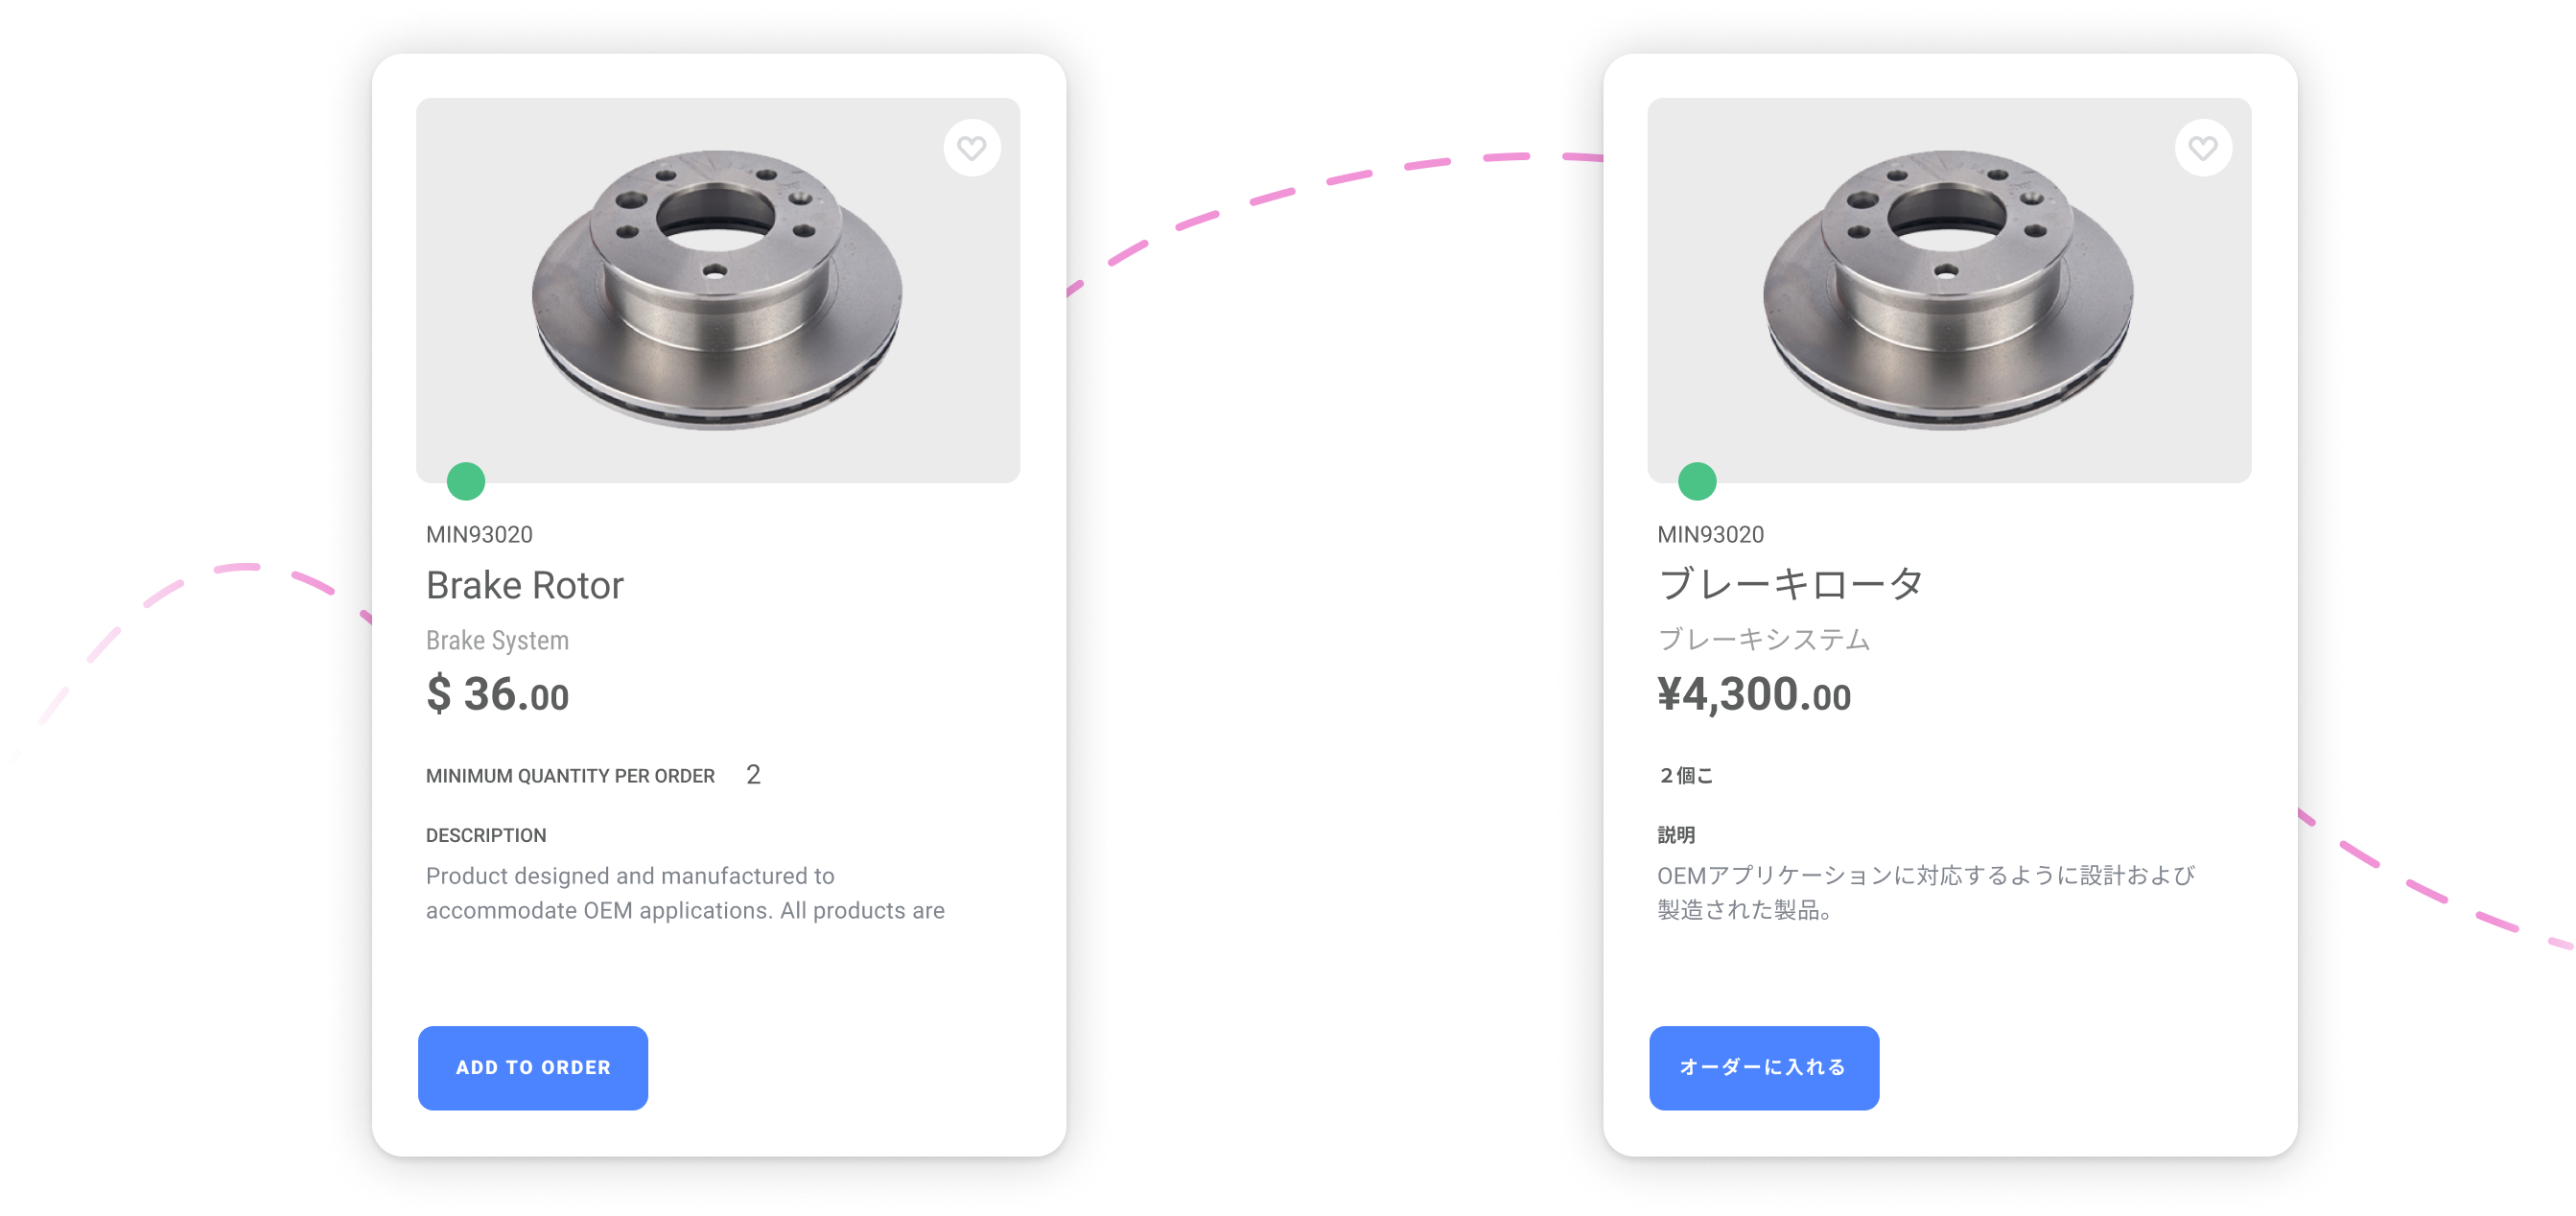 MIN93020
Brake Rotor
Brake System
$ 36.00
MINIMUM QUANTITY PER ORDER 2
DESCRIPTION
Product designed and manufactured to
accommodate OEM applications. All products are
ADD TO ORDER
MIN93020
ブレーキロータ
ブレーキシステム
¥4,300.00
２個こ
説明
OEMアプリケーションに対応するように設計および
製造された製品。
オーダーに入れる